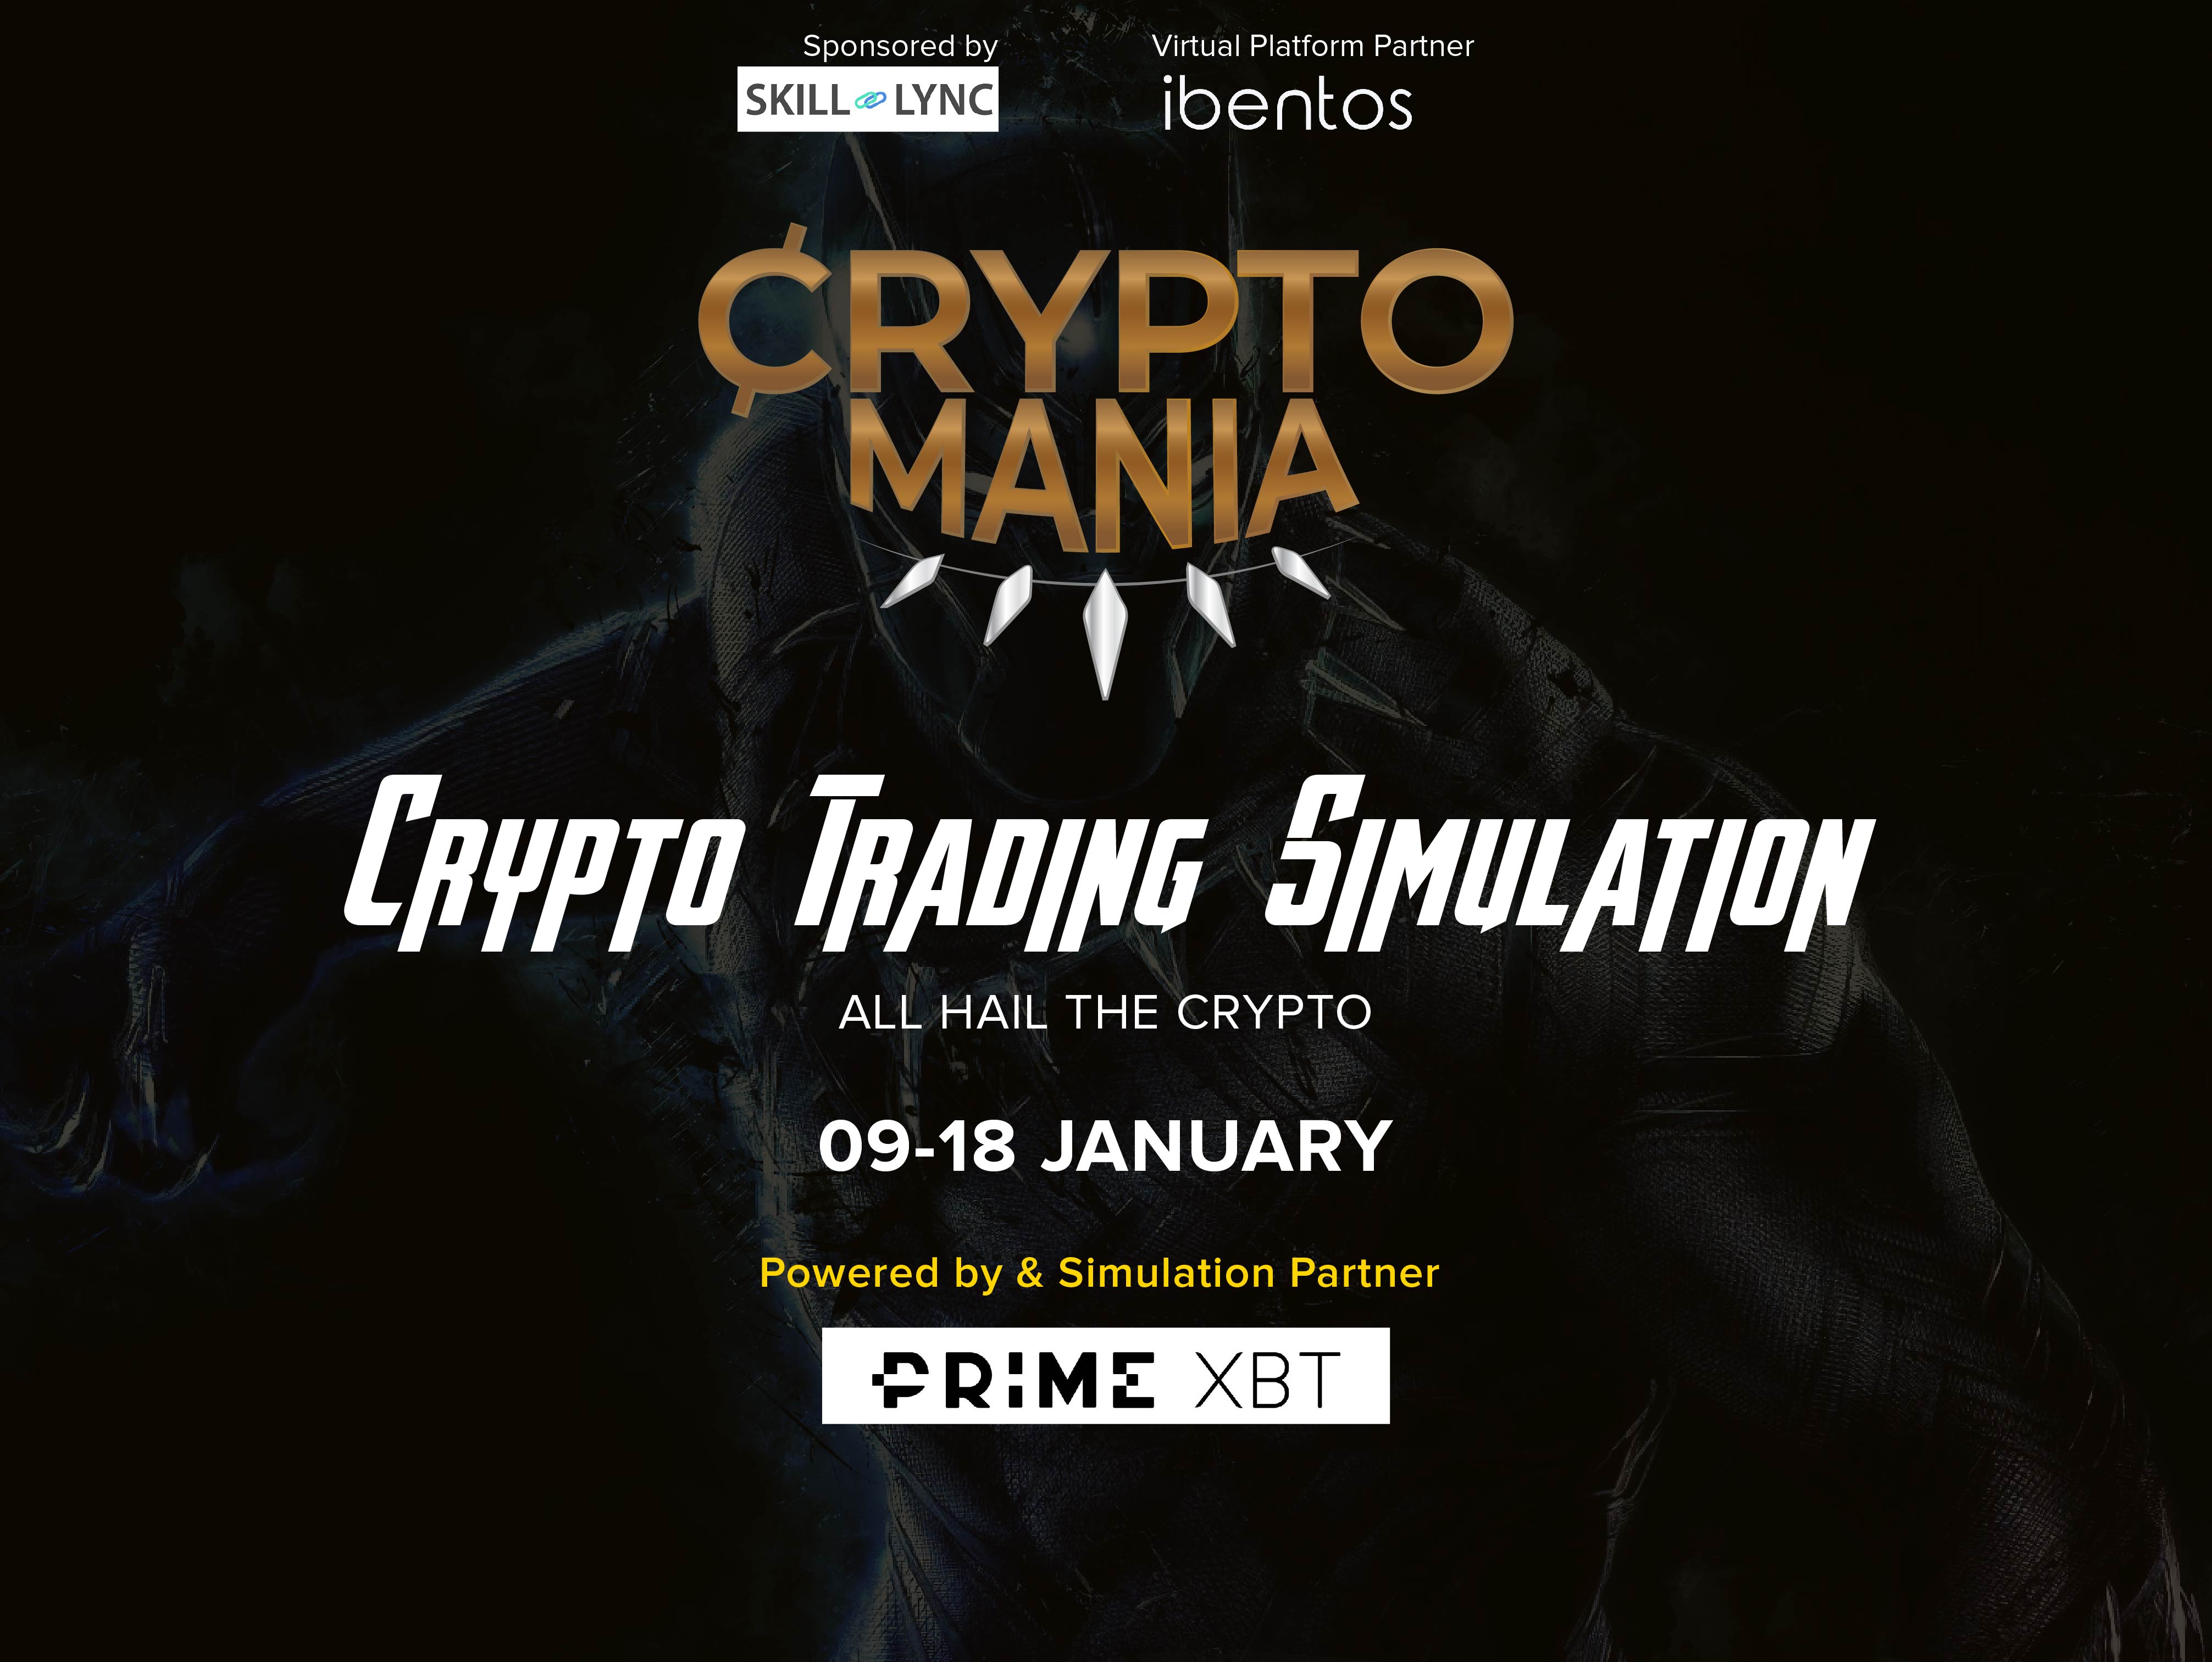 Sponsored by
SKILL LYNC
Virtual Platform Partner
ibentos
₵RYPTO
MANIA
CRYPTO TRADING SIMULATION
ALL HAIL THE CRYPTO
09-18 JANUARY
Powered by & Simulation Partner
PRIME XBT